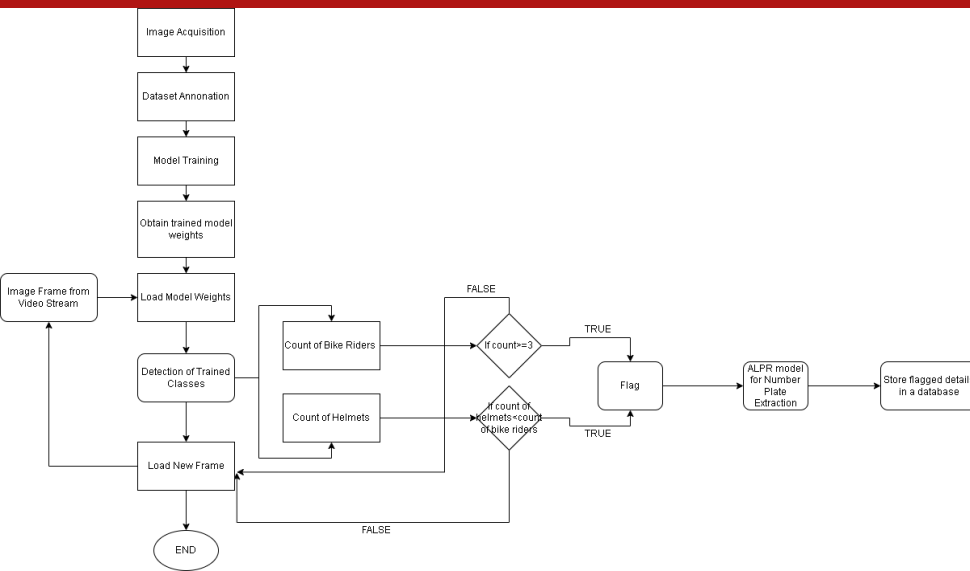 Image Acquisition
Dataset Annonation
Model Training
Obtain trained model
weights
Image Frame from
Video Stream
Load Model Weights
Detection of Trained
Classes
Load New Frame
END
Count of Bike Riders
Count of Helmets
FALSE
If count>=3
TRUE
If count of
helmets<count
of bike riders
TRUE
FALSE
Flag
ALPR model
for Number
Plate
Extraction
Store flagged detail
in a database